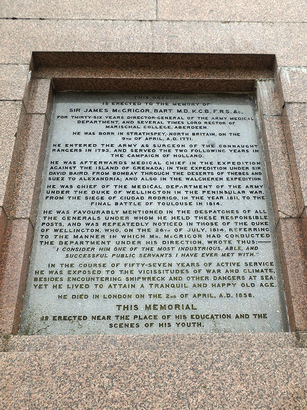 IS ERECTED TO THE MEMORY OF
SIR JAMES McGRIGOR, BART. M.D. K.C.B. F.R.S. &c.
FOR THIRTY-SIX YEARS DIRECTOR-GENERAL OF THE ARMY MEDICAL
DEPARTMENT, AND SEVERAL TIMES LORD RECTOR OF
MARISCHAL COLLEGE, ABERDEEN.
HE WAS BORN IN STRATHSPEY, NORTH BRITAIN, ON THE
9TH OF APRIL, A.D. 1771.
HE ENTERED THE ARMY AS SURGEON OF THE CONNAUGHT
RANGERS IN 1793, AND SERVED THE TWO FOLLOWING YEARS IN
THE CAMPAIGN OF HOLLAND.
HE WAS AFTERWARDS MEDICAL CHIEF IN THE EXPEDITION
AGAINST THE ISLAND OF GRENADA, IN THE EXPEDITION UNDER SIR
DAVID BAIRD, FROM BOMBAY THROUGH THE DESERTS OF THEBES AND
SUEZ TO ALEXANDRIA; AND ALSO IN THE WALCHEREN EXPEDITION.
HE WAS CHIEF OF THE MEDICAL DEPARTMENT OF THE ARMY
UNDER THE DUKE OF WELLINGTON IN THE PENINSULAR WAR,
FROM THE SIEGE OF CIUDAD RODRIGO, IN THE YEAR 1811, TO THE
FINAL BATTLE OF TOULOUSE IN 1814.
HE WAS FAVOURABLY MENTIONED IN THE DESPATCHES OF ALL
THE GENERALS UNDER WHOM HE HELD THESE RESPONSIBLE
POSTS, AND WAS REPEATEDLY NOTICED IN THOSE OF THE DUKE
OF WELLINGTON, WHO, ON THE 26TH OF JULY 1814, REFERRING
TO THE MANNER IN WHICH Mr. McGRIGOR HAD CONDUCTED
THE DEPARTMENT UNDER HIS DIRECTION, WROTE THUS:—
"I CONSIDER HIM ONE OF THE MOST INDUSTRIOUS, ABLE, AND
SUCCESSFUL PUBLIC SERVANTS I HAVE EVER MET WITH."
IN THE COURSE OF FIFTY-SEVEN YEARS OF ACTIVE SERVICE
HE WAS EXPOSED TO THE VICISSITUDES OF WAR AND CLIMATE,
BESIDES ENCOUNTERING SHIPWRECK AND OTHER DANGERS AT SEA:
YET HE LIVED TO ATTAIN A TRANQUIL AND HAPPY OLD AGE.
HE DIED IN LONDON ON THE 2ND OF APRIL, A.D. 1858.
THIS MEMORIAL
IS ERECTED NEAR THE PLACE OF HIS EDUCATION AND THE
SCENES OF HIS YOUTH.